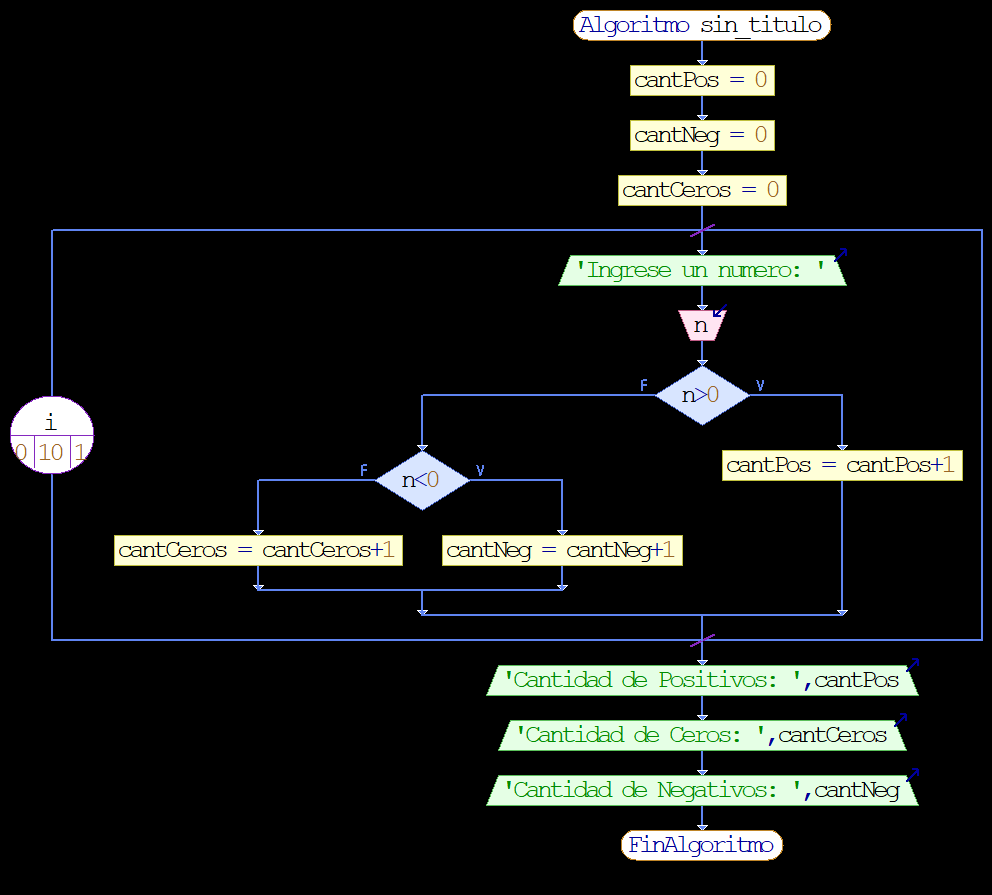 Algoritmo sin_titulo
cantPos = 0
cantNeg = 0
cantCeros = 0
'Ingrese un numero: '
n
n>0
F
V
i
0 10 1
n<0
F
V
cantPos = cantPos+1
cantCeros = cantCeros+1
cantNeg = cantNeg+1
'Cantidad de Positivos: ',cantPos
'Cantidad de Ceros: ',cantCeros
'Cantidad de Negativos: ',cantNeg
FinAlgoritmo